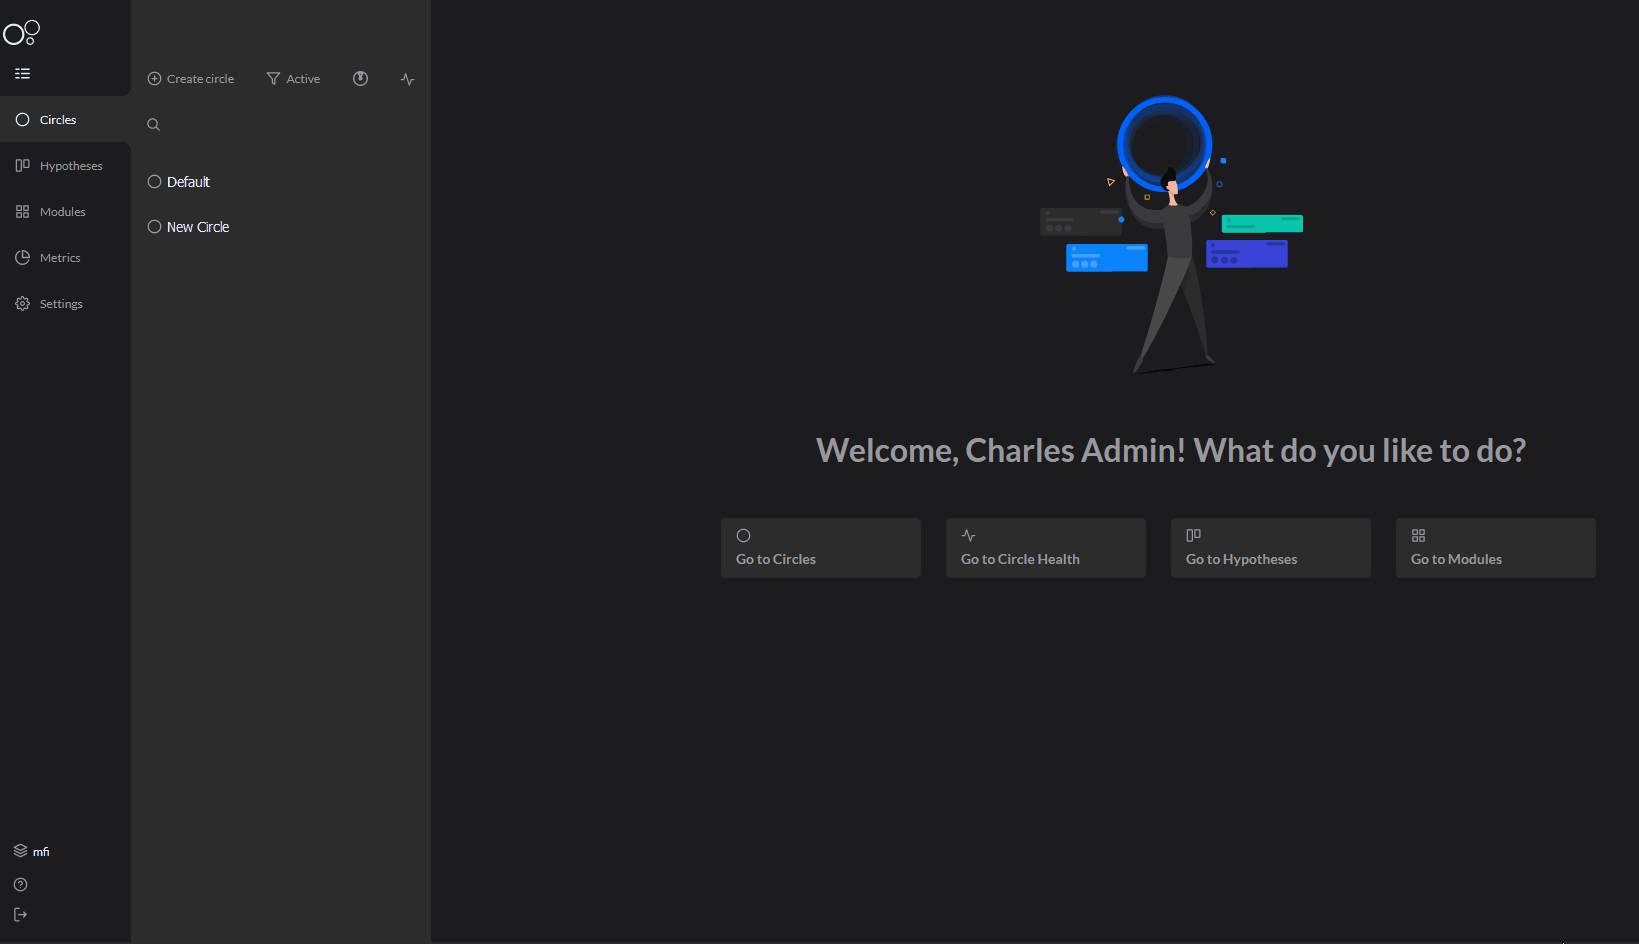 Create circle
Active
Circles
Hypotheses
Modules
Metrics
Settings
Default
New Circle
Welcome, Charles Admin! What do you like to do?
Go to Circles
Go to Circle Health
Go to Hypotheses
Go to Modules
mfi